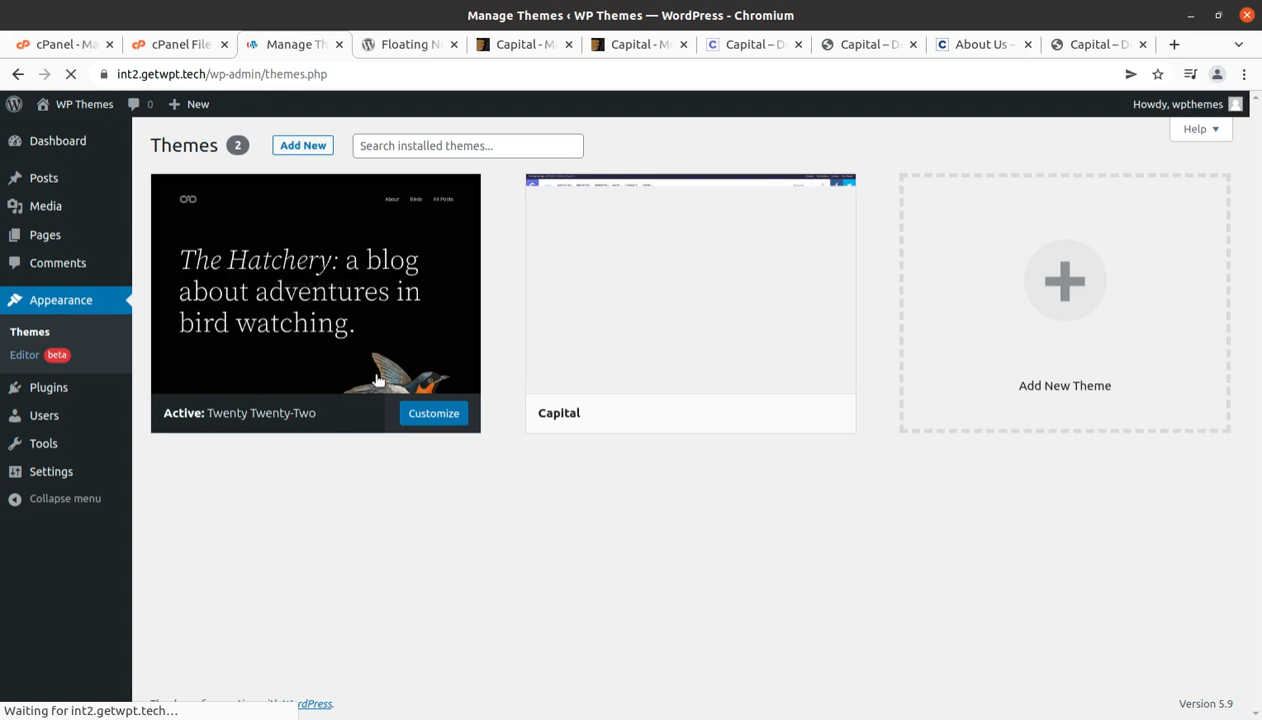 Manage Themes ‹ WP Themes — WordPress - Chromium
cPanel - Ma
cPanel File
Manage Th
Floating N
Capital - M
Capital - M
Capital – D
Capital – D
About Us –
Capital – D
int2.getwpt.tech/wp-admin/themes.php
WP Themes
0
New
Howdy, wpthemes
Dashboard
Posts
Media
Pages
Comments
Appearance
Themes
Editor beta
Plugins
Users
Tools
Settings
Collapse menu
Themes 2
Add New
Search installed themes...
Help
About Birds All Posts
The Hatchery: a blog
about adventures in
bird watching.
Active: Twenty Twenty-Two
Customize
Capital
Add New Theme
WordPress.
Version 5.9
Waiting for int2.getwpt.tech…